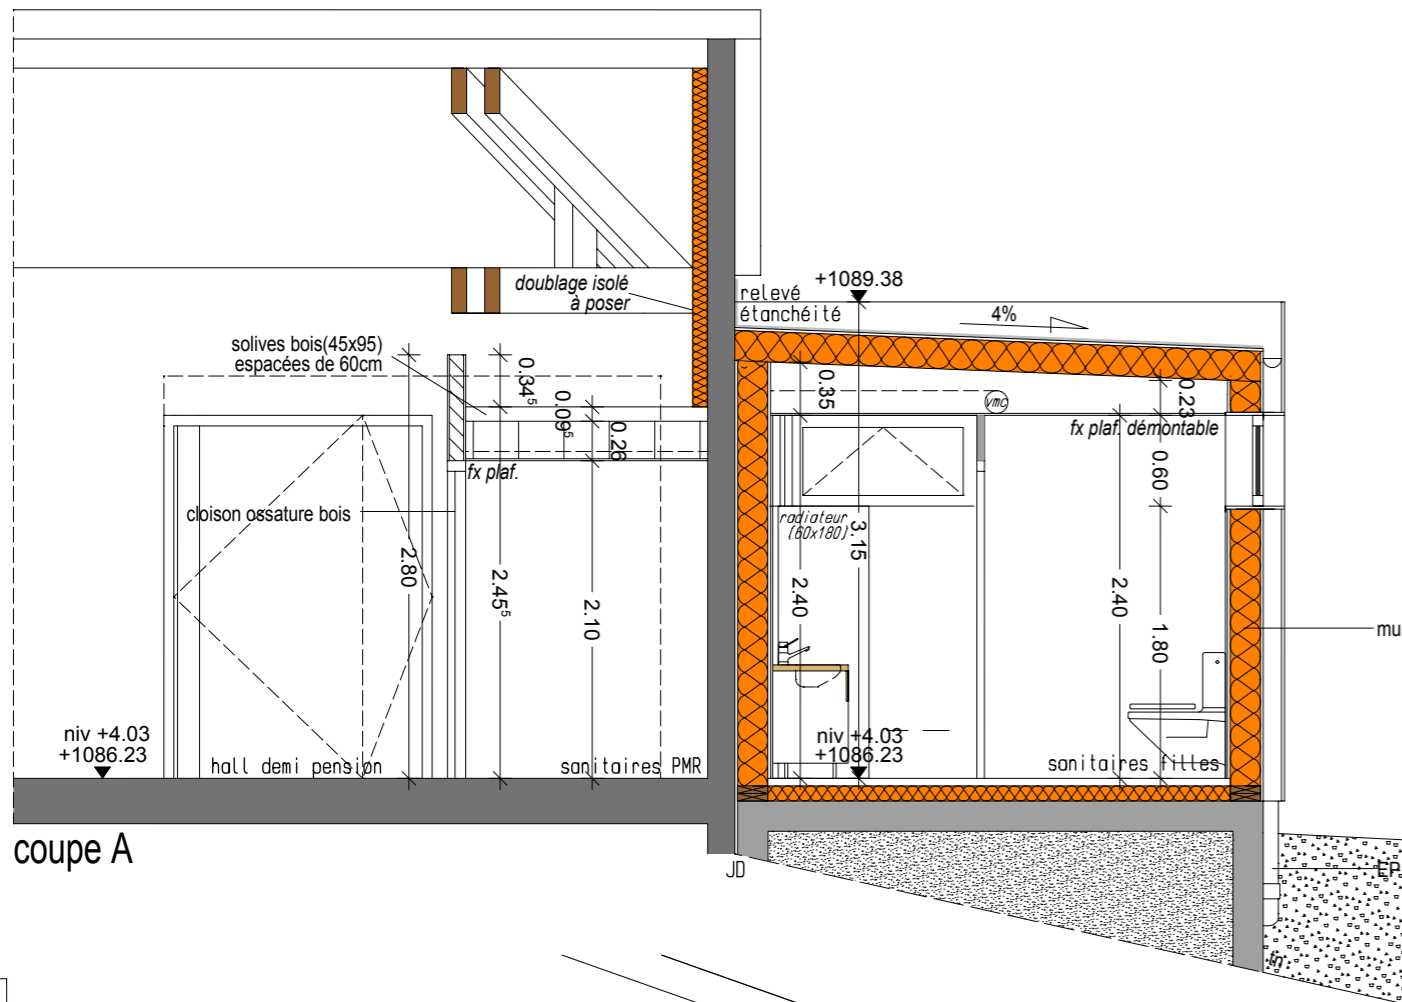 doublage isolé
à poser
relevé
étanchéité
+1089.38
4%
solives bois(45x95)
espacées de 60cm
0.34⁵
0.09⁵
0.26
0.35
vmc
0.23
fx plaf. démontable
fx plaf.
0.60
cloison ossature bois
radiateur
(60x180)
3.15
2.80
2.45⁵
2.10
2.40
2.40
1.80
mu
niv +4.03
+1086.23
niv +4.03
+1086.23
hall demi pension
sanitaires PMR
sanitaires filles
coupe A
JD
EP
tn